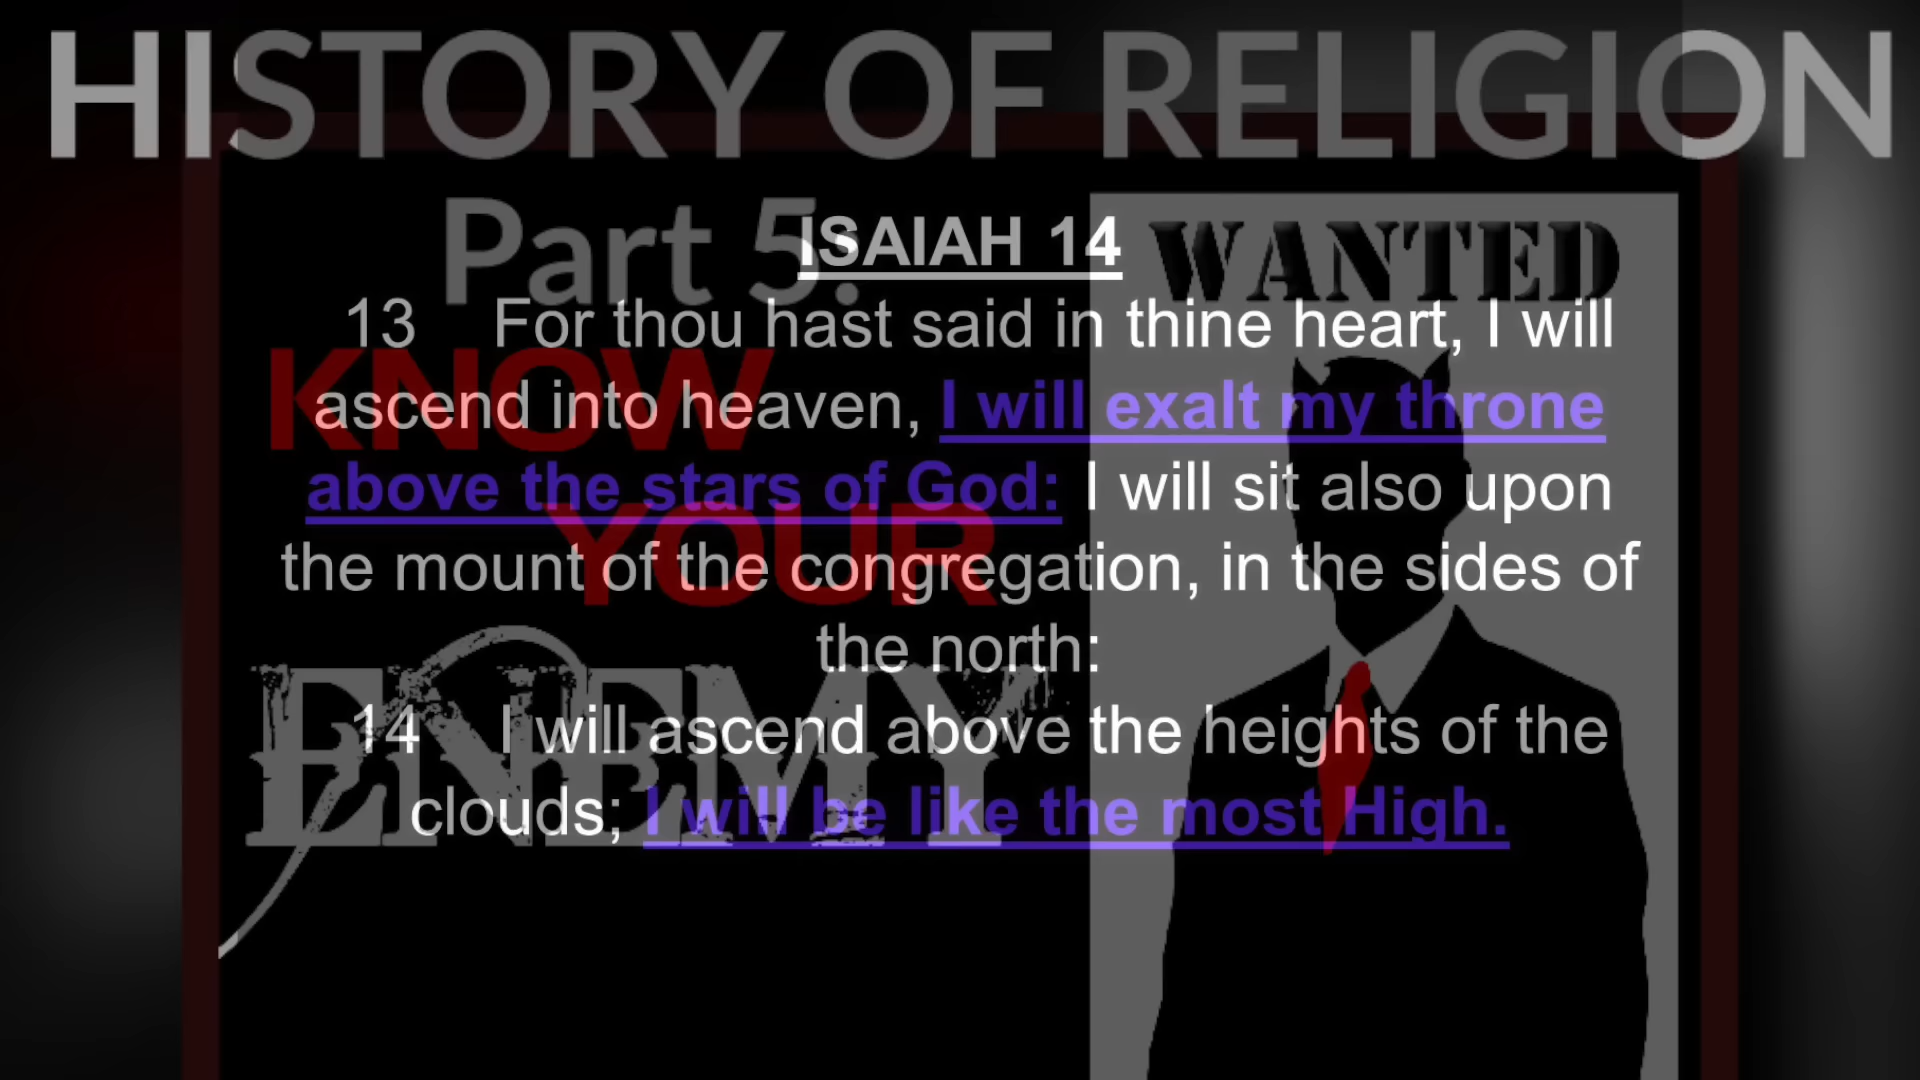 HISTORY OF RELIGION
Part 5:
WANTED
KNOW
YOUR
ENEMY
ISAIAH 14
13 For thou hast said in thine heart, I will
ascend into heaven, I will exalt my throne
above the stars of God: I will sit also upon
the mount of the congregation, in the sides of
the north:
14 I will ascend above the heights of the
clouds; I will be like the most High.